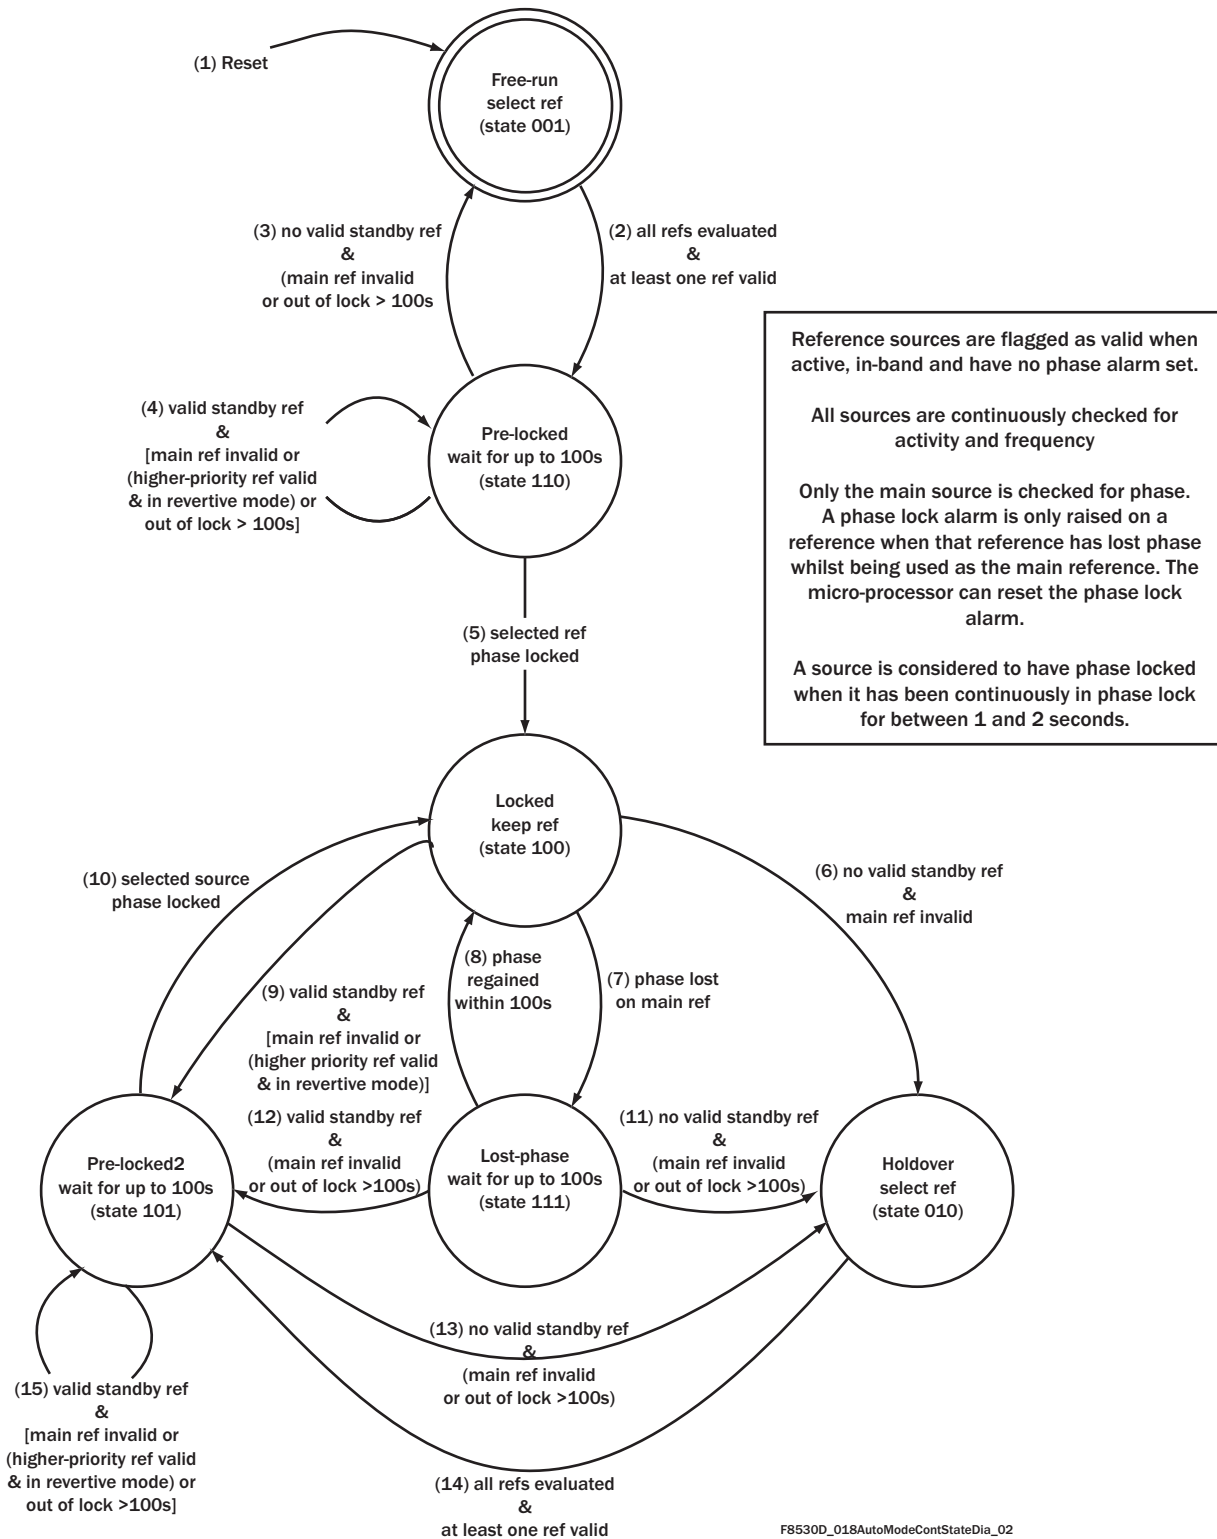 (1) Reset
Free-run
select ref
(state 001)
(3) no valid standby ref
&
(main ref invalid
or out of lock > 100s
(2) all refs evaluated
&
at least one ref valid
Reference sources are flagged as valid when
active, in-band and have no phase alarm set.
All sources are continuously checked for
activity and frequency
Only the main source is checked for phase.
A phase lock alarm is only raised on a
reference when that reference has lost phase
whilst being used as the main reference. The
micro-processor can reset the phase lock
alarm.
A source is considered to have phase locked
when it has been continuously in phase lock
for between 1 and 2 seconds.
(4) valid standby ref
&
[main ref invalid or
(higher-priority ref valid
& in revertive mode) or
out of lock > 100s]
Pre-locked
wait for up to 100s
(state 110)
(5) selected ref
phase locked
Locked
keep ref
(state 100)
(10) selected source
phase locked
(6) no valid standby ref
&
main ref invalid
(8) phase
regained
within 100s
(7) phase lost
on main ref
(9) valid standby ref
&
[main ref invalid or
(higher priority ref valid
& in revertive mode)]
(12) valid standby ref
&
(main ref invalid
or out of lock >100s)
(11) no valid standby ref
&
(main ref invalid
or out of lock >100s)
Pre-locked2
wait for up to 100s
(state 101)
Lost-phase
wait for up to 100s
(state 111)
Holdover
select ref
(state 010)
(13) no valid standby ref
&
(main ref invalid
or out of lock >100s)
(15) valid standby ref
&
[main ref invalid or
(higher-priority ref valid
& in revertive mode) or
out of lock >100s]
(14) all refs evaluated
&
at least one ref valid
F8530D_018AutoModeContStateDia_02